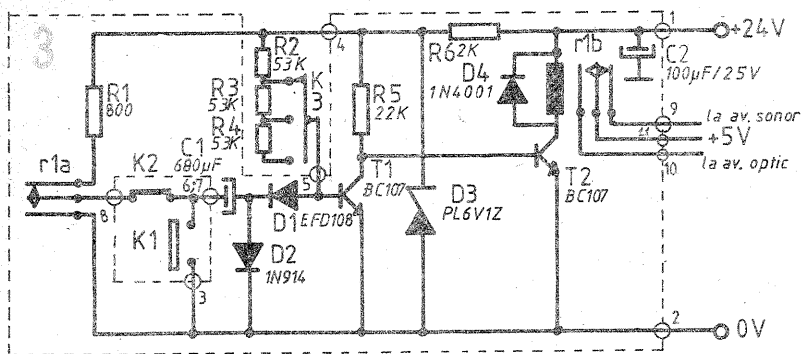 3
R1
800
r1a
K2
8
K1
C1
680µF
6;7
3
R2
53K
R3
53K
R4
53K
K
3
4
5
D1
EFD108
D2
1N914
R5
22K
T1
BC107
R6 2K
D3
PL6V1Z
D4
1N4001
T2
BC107
r1b
C2
100µF/25V
1
+24V
9
la av. sonor
11
+5V
10
la av. optic
2
0V